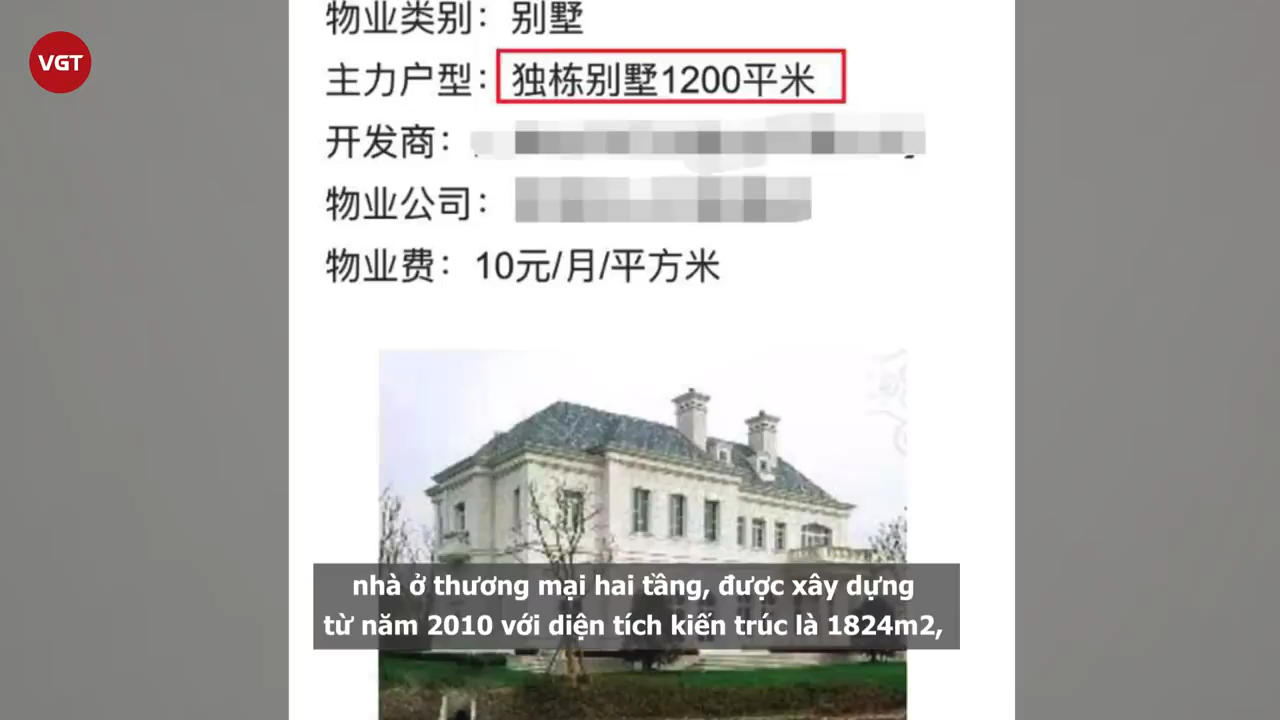 物业类别：别墅
VGT
主力户型：独栋别墅1200平米
开发商：
物业公司：
物业费：10元/月/平方米
nhà ở thương mại hai tầng, được xây dựng
từ năm 2010 với diện tích kiến trúc là 1824m2,